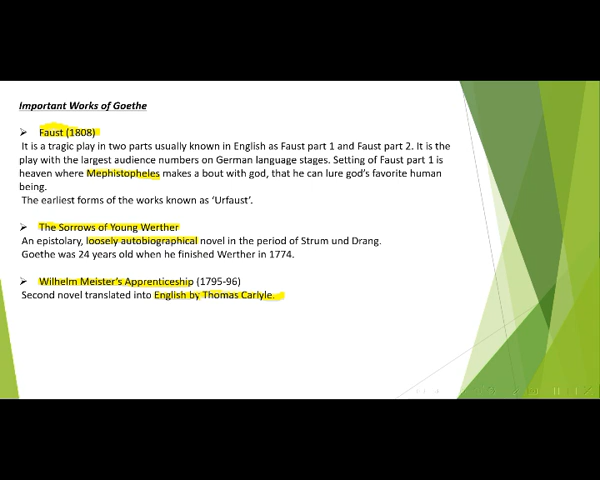 Important Works of Goethe
➢ Faust (1808)
It is a tragic play in two parts usually known in English as Faust part 1 and Faust part 2. It is the
play with the largest audience numbers on German language stages. Setting of Faust part 1 is
heaven where Mephistopheles makes a bout with god, that he can lure god's favorite human
being.
The earliest forms of the works known as 'Urfaust'.
➢ The Sorrows of Young Werther
An epistolary, loosely autobiographical novel in the period of Strum und Drang.
Goethe was 24 years old when he finished Werther in 1774.
➢ Wilhelm Meister's Apprenticeship (1795-96)
Second novel translated into English by Thomas Carlyle.